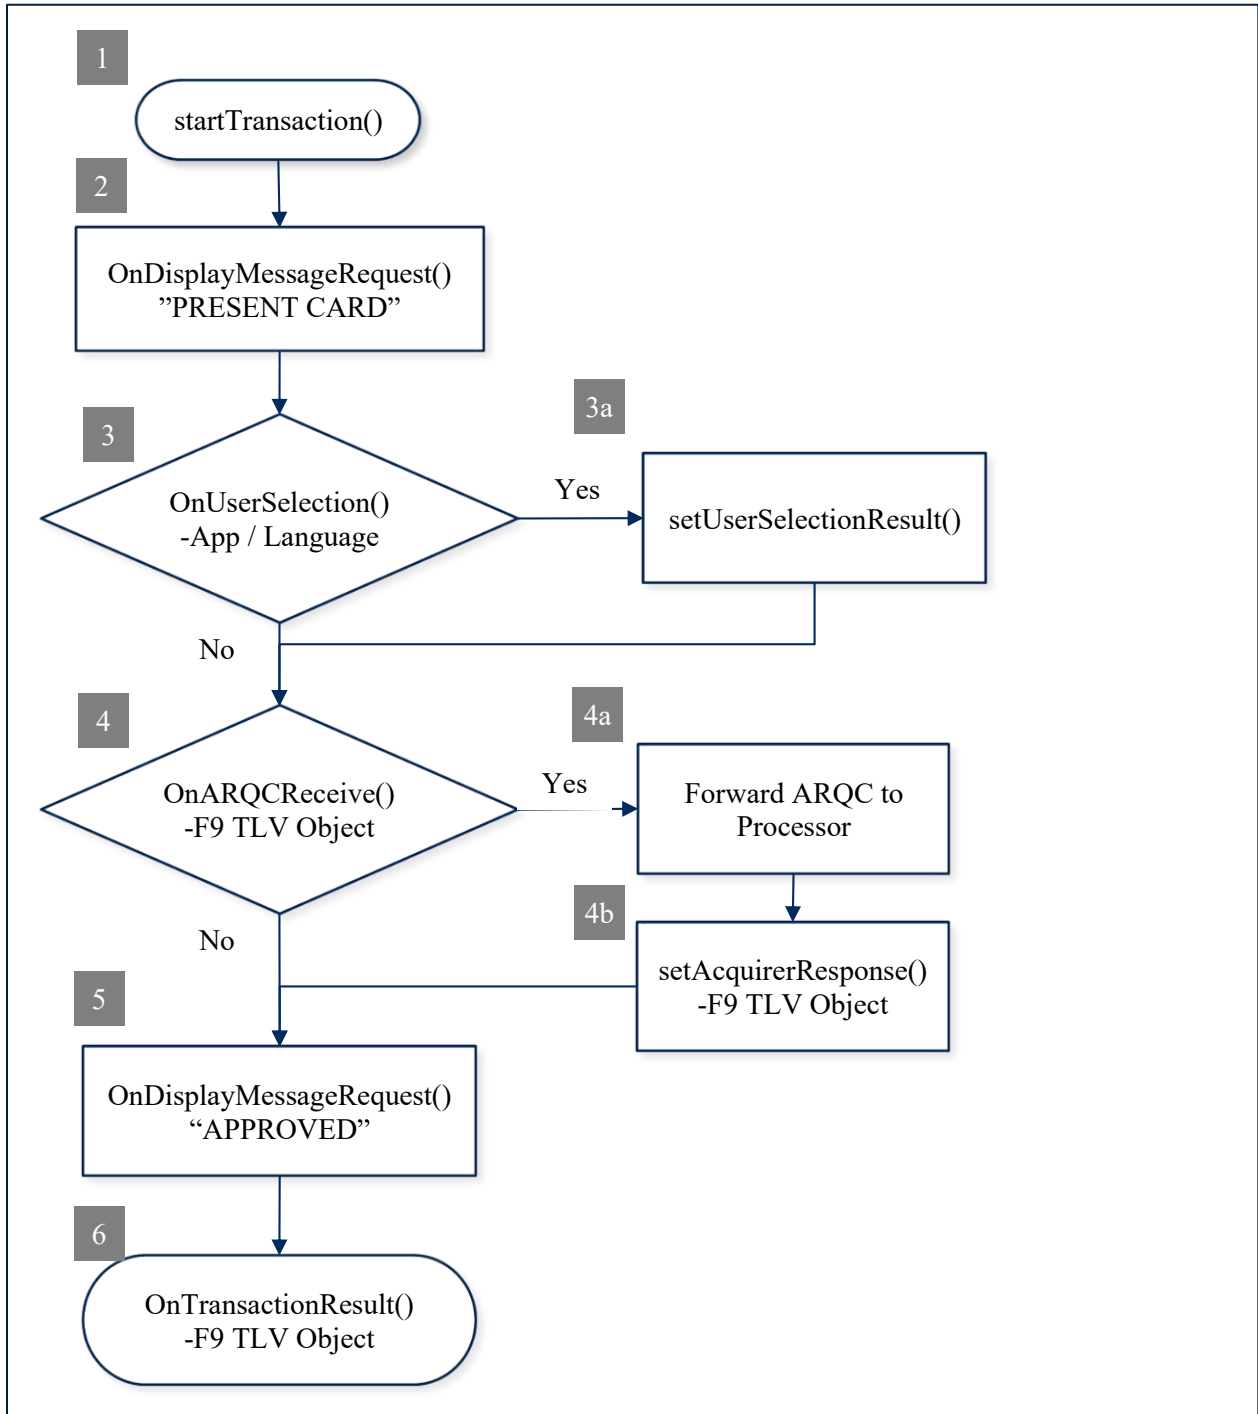 1
startTransaction()
2
OnDisplayMessageRequest()
”PRESENT CARD”
3
OnUserSelection()
-App / Language
Yes
3a
setUserSelectionResult()
No
4
OnARQCReceive()
-F9 TLV Object
Yes
4a
Forward ARQC to
Processor
4b
setAcquirerResponse()
-F9 TLV Object
No
5
OnDisplayMessageRequest()
“APPROVED”
6
OnTransactionResult()
-F9 TLV Object